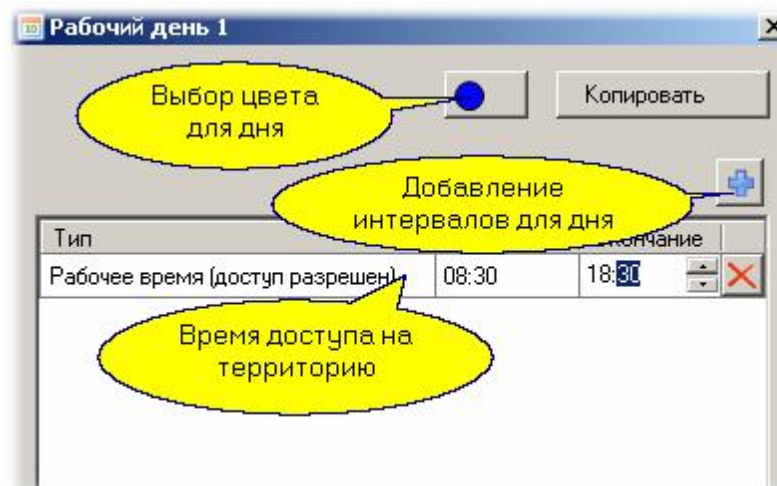 Рабочий день 1
Выбор цвета
для дня
Копировать
Добавление
интервалов для дня
Тип
Рабочее время (доступ разрешен)
08:30
18:30
Время доступа на
территорию